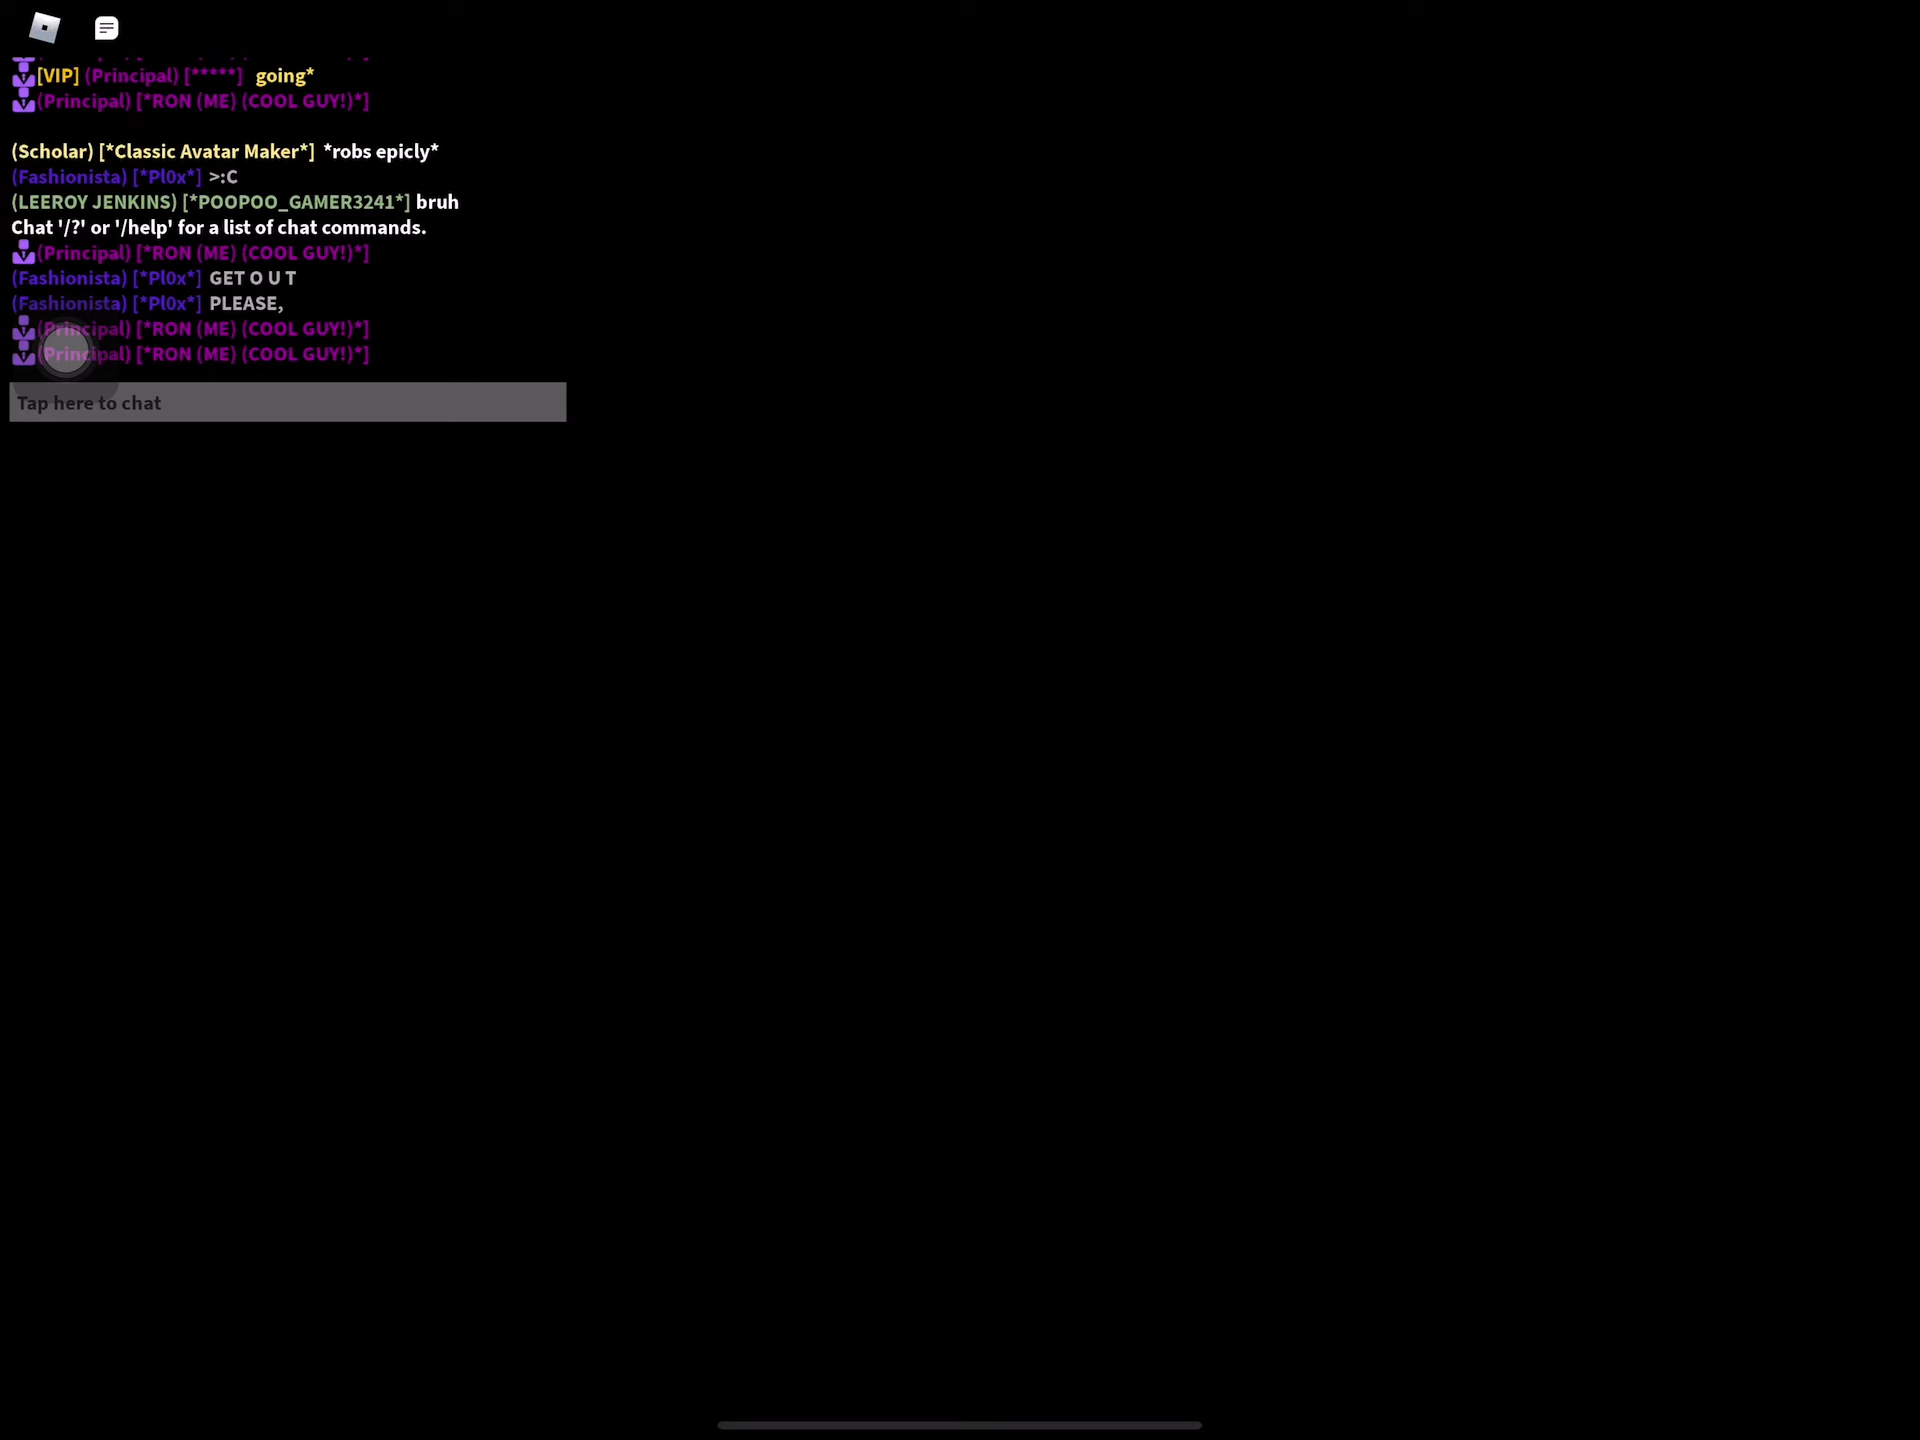 [VIP] (Principal) [*****] going*
(Principal) [*RON (ME) (COOL GUY!)*]
(Scholar) [*Classic Avatar Maker*] *robs epicly*
(Fashionista) [*Pl0x*] >:C
(LEEROY JENKINS) [*POOPOO_GAMER3241*] bruh
Chat '/?' or '/help' for a list of chat commands.
(Principal) [*RON (ME) (COOL GUY!)*]
(Fashionista) [*Pl0x*] GET O U T
(Fashionista) [*Pl0x*] PLEASE,
(Principal) [*RON (ME) (COOL GUY!)*]
(Principal) [*RON (ME) (COOL GUY!)*]
Tap here to chat